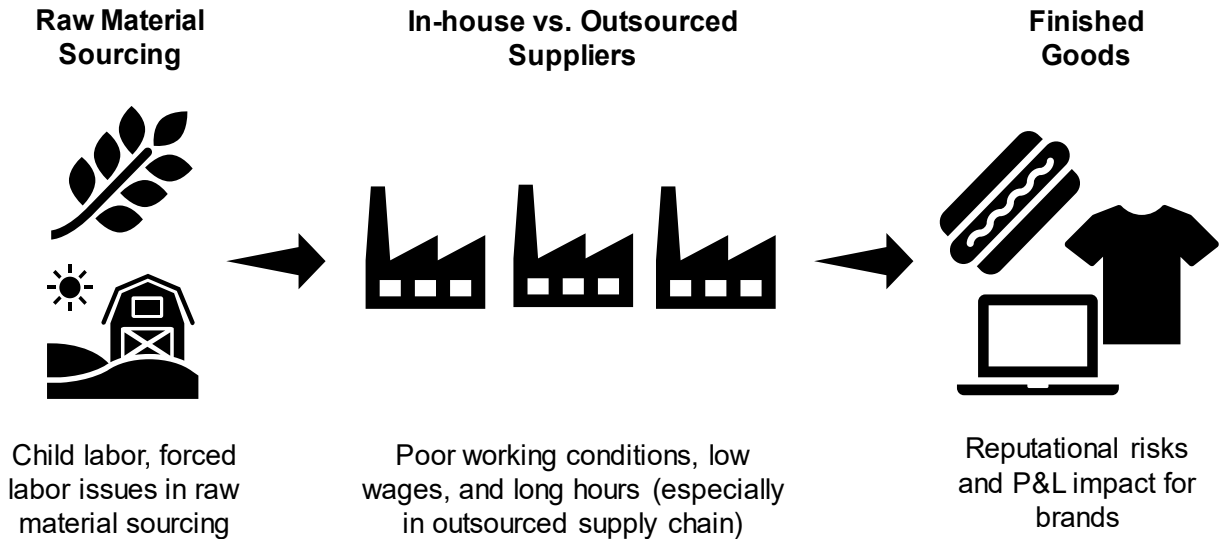 Raw Material
Sourcing
In-house vs. Outsourced
Suppliers
Finished
Goods
Child labor, forced
labor issues in raw
material sourcing
Poor working conditions, low
wages, and long hours (especially
in outsourced supply chain)
Reputational risks
and P&L impact for
brands